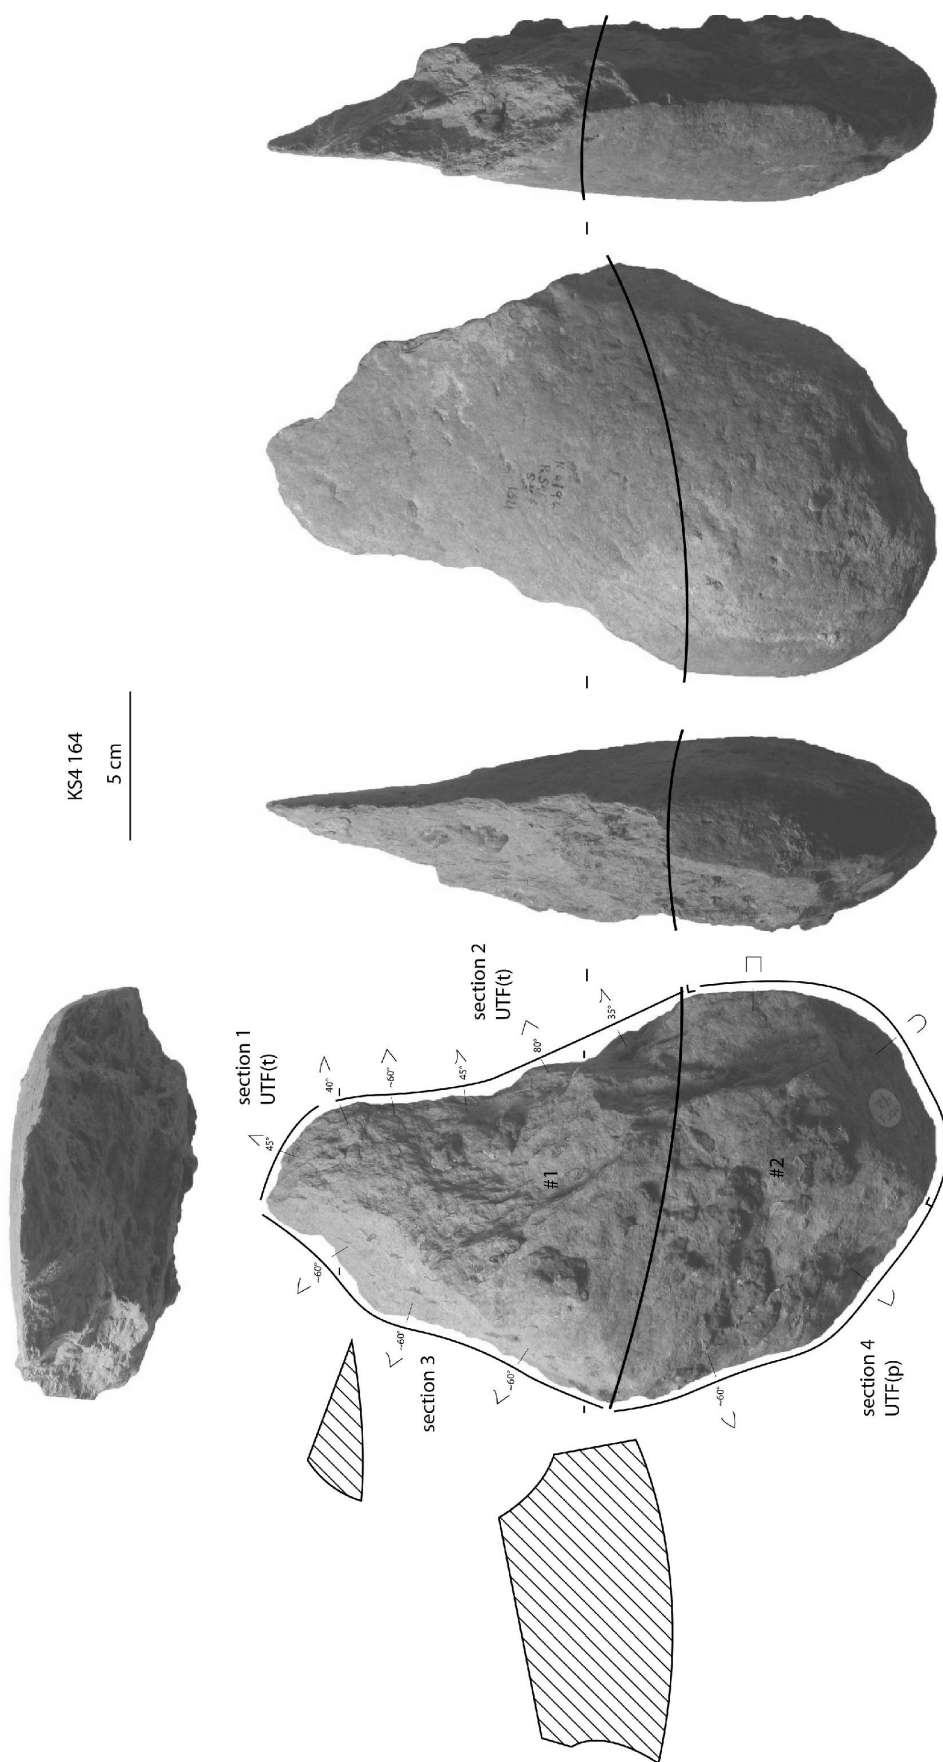 KS4 164
5 cm
section 1
UTF(t)
section 2
UTF(t)
45°
40°
~60°
45°
80°
35°
~60°
~60°
~60°
section 3
#1
#2
~60°
section 4
UTF(p)